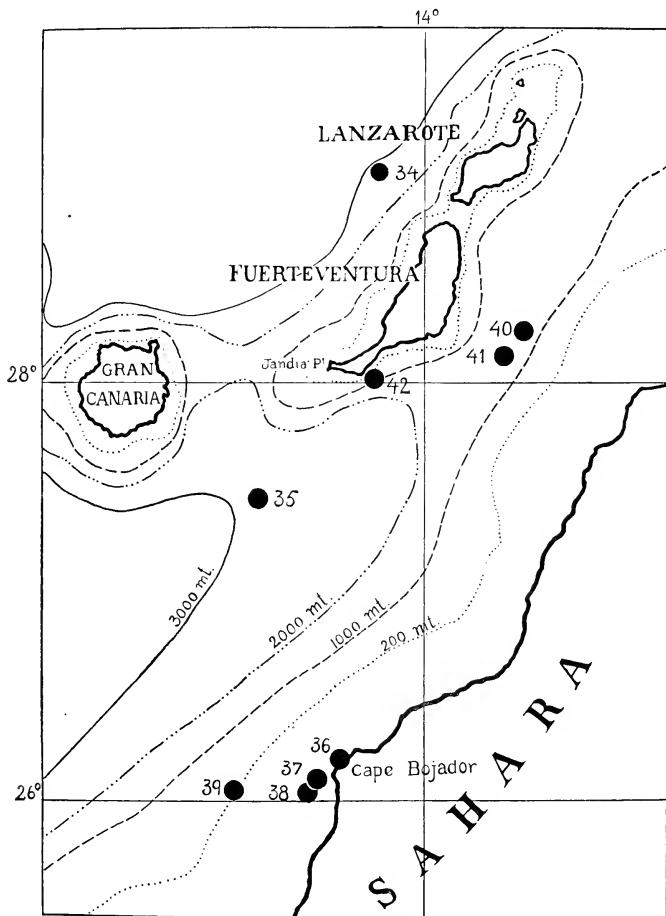 14°
LANZAROTE
34
FUERTEVENTURA
40
41
Jandia Pt
28°
GRAN
CANARIA
42
35
3000 mt.
2000 mt.
1000 mt.
200 mt.
36
Cape Bojador
37
38
39
26°
SAHARA